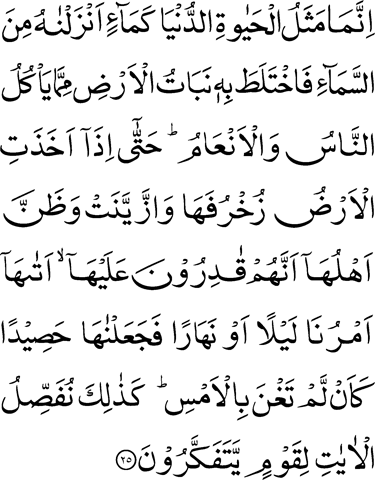 اِنَّمَا مَثَلُ الْحَيٰوةِ الدُّنْيَا كَمَآءٍ اَنْزَلْنٰهُ مِنَ
السَّمَآءِ فَاخْتَلَطَ بِهٖ نَبَاتُ الْاَرْضِ مِمَّا يَاْكُلُ
النَّاسُ وَالْاَنْعَامُ ؕ حَتّٰٓى اِذَاۤ اَخَذَتِ
الْاَرْضُ زُخْرُفَهَا وَازَّيَّنَتْ وَظَنَّ
اَهْلُهَاۤ اَنَّهُمْ قٰدِرُوْنَ عَلَيْهَاۤ ۙ اَتٰىهَاۤ
اَمْرُنَا لَيْلًا اَوْ نَهَارًا فَجَعَلْنٰهَا حَصِيْدًا
كَاَنْ لَّمْ تَغْنَ بِالْاَمْسِ ؕ كَذٰلِكَ نُفَصِّلُ
الْاٰيٰتِ لِقَوْمٍ يَّتَفَكَّرُوْنَ ﴿۲۵﴾